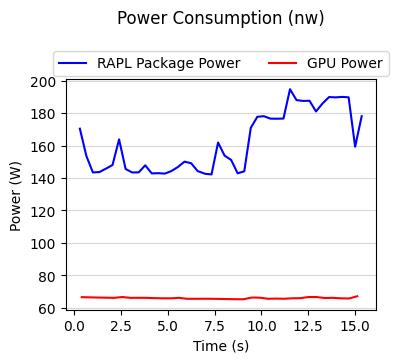 Power Consumption (nw)
RAPL Package Power GPU Power
200
180
160
140
120
100
80
60
Power (W)
0.0 2.5 5.0 7.5 10.0 12.5 15.0
Time (s)